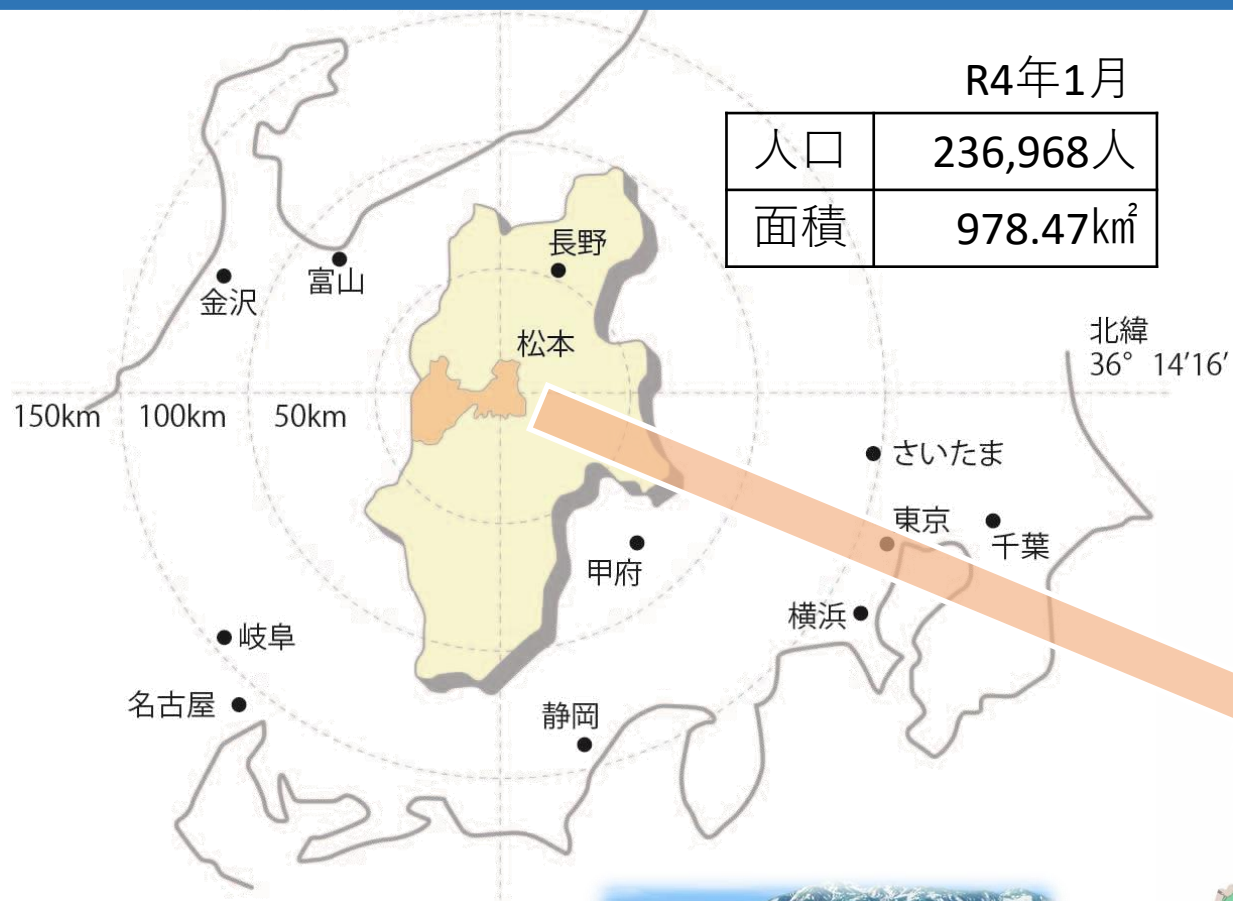 R4年1月
人口 236,968人
面積 978.47㎢
長野
富山
金沢
松本
北緯
36° 14'16'
150km 100km 50km
さいたま
東京
千葉
甲府
横浜
岐阜
名古屋
静岡